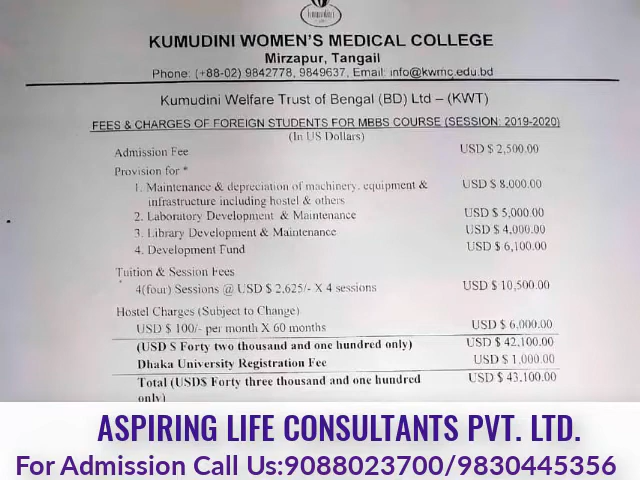 kumudini
KUMUDINI WOMEN'S MEDICAL COLLEGE
Mirzapur, Tangail
Phone: (+88-02) 9842778, 9849637, Email: info@kwmc.edu.bd
Kumudini Welfare Trust of Bengal (BD) Ltd – (KWT)
FEES & CHARGES OF FOREIGN STUDENTS FOR MBBS COURSE (SESSION: 2019-2020)
(In US Dollars)
Admission Fee USD $ 2,500.00
Provision for *
1. Maintenance & depreciation of machinery, equipment & USD $ 8,000.00
infrastructure including hostel & others
2. Laboratory Development & Maintenance USD $ 5,000.00
3. Library Development & Maintenance USD $ 4,000.00
4. Development Fund USD $ 6,100.00
Tuition & Session Fees
4(four) Sessions @ USD $ 2,625/- X 4 sessions USD $ 10,500.00
Hostel Charges (Subject to Change)
USD $ 100/- per month X 60 months USD $ 6,000.00
(USD $ Forty two thousand and one hundred only) USD $ 42,100.00
Dhaka University Registration Fee USD $ 1,000.00
Total (USD$ Forty three thousand and one hundred USD $ 43,100.00
only)
ASPIRING LIFE CONSULTANTS PVT. LTD.
For Admission Call Us:9088023700/9830445356